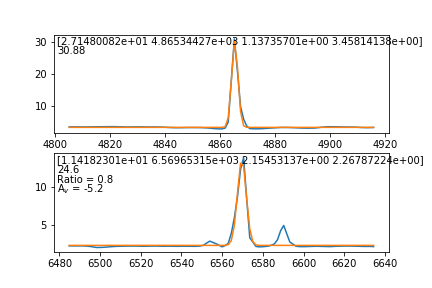 [2.71480082e+01 4.86534427e+03 1.13735701e+00 3.45814138e+00]
30.88
30
20
10
4800 4820 4840 4860 4880 4900 4920
[1.14182301e+01 6.56965315e+03 2.15453137e+00 2.26787224e+00]
24.6
Ratio = 0.8
Av = -5.2
10
5
6480 6500 6520 6540 6560 6580 6600 6620 6640